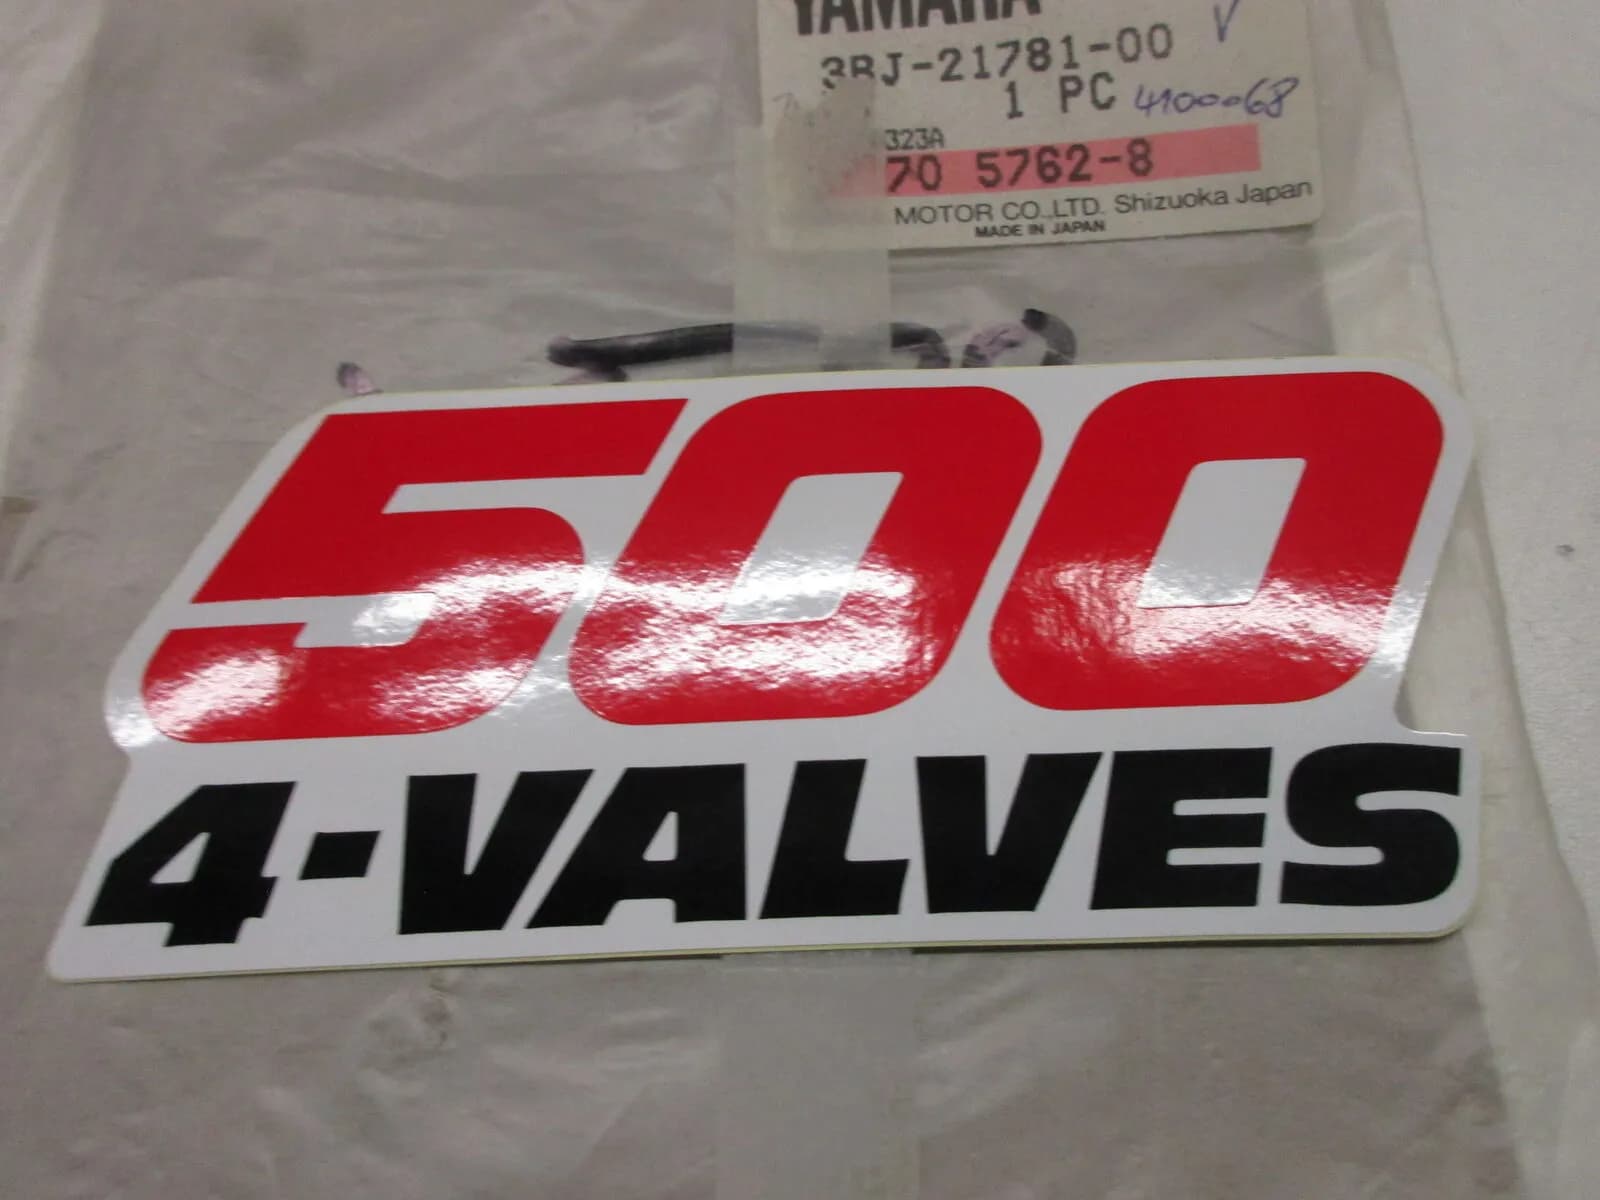 YAMAHA
3BJ-21781-00
1 PC 4100068
323A
70 5762-8
MOTOR CO.,LTD. Shizuoka Japan
MADE IN JAPAN
500
4-VALVES